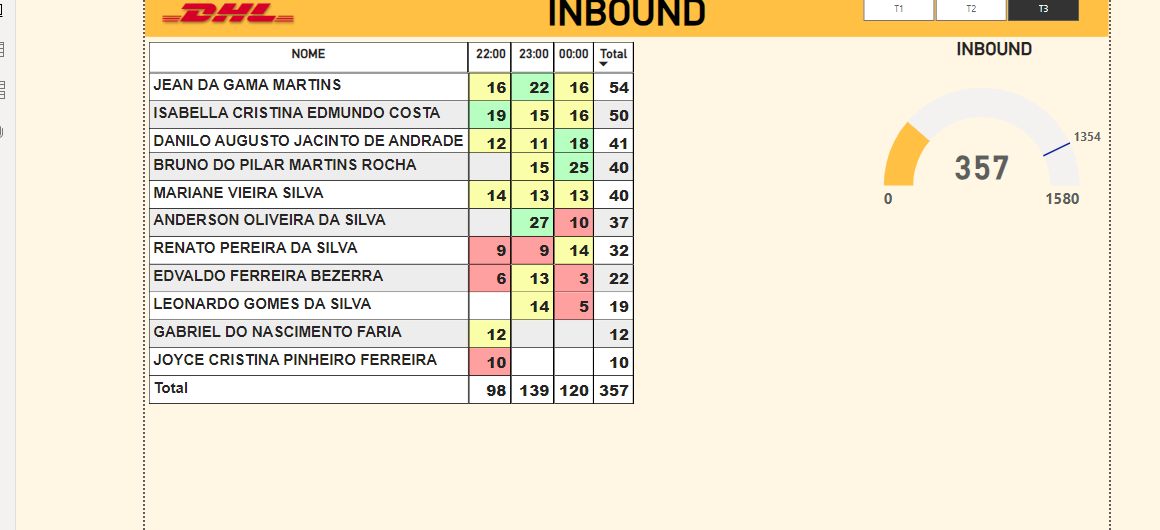 DHL
INBOUND
T1 T2 T3
NOME 22:00 23:00 00:00 Total
JEAN DA GAMA MARTINS 16 22 16 54
ISABELLA CRISTINA EDMUNDO COSTA 19 15 16 50
DANILO AUGUSTO JACINTO DE ANDRADE 12 11 18 41
BRUNO DO PILAR MARTINS ROCHA 15 25 40
MARIANE VIEIRA SILVA 14 13 13 40
ANDERSON OLIVEIRA DA SILVA 27 10 37
RENATO PEREIRA DA SILVA 9 9 14 32
EDVALDO FERREIRA BEZERRA 6 13 3 22
LEONARDO GOMES DA SILVA 14 5 19
GABRIEL DO NASCIMENTO FARIA 12 12
JOYCE CRISTINA PINHEIRO FERREIRA 10 10
Total 98 139 120 357
INBOUND
1354
357
0 1580